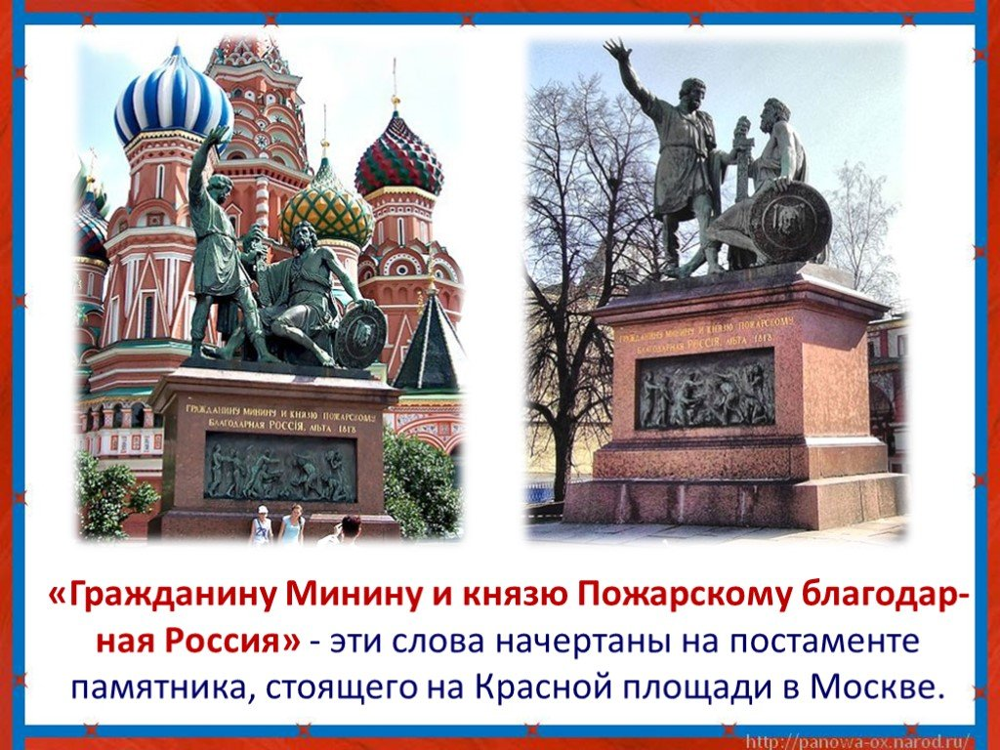 ГРАЖДАНИНУ МИНИНУ И КНЯЗЮ ПОЖАРСКОМУ
БЛАГОДАРНАЯ РОССІЯ. ЛѢТА 1818.
ГРАЖДАНИНУ МИНИНУ И КНЯЗЮ ПОЖАРСКОМУ
БЛАГОДАРНАЯ РОССІЯ. ЛѢТА 1818.
«Гражданину Минину и князю Пожарскому благодар-
ная Россия» - эти слова начертаны на постаменте
памятника, стоящего на Красной площади в Москве.
http://panowa-ox.narod.ru/